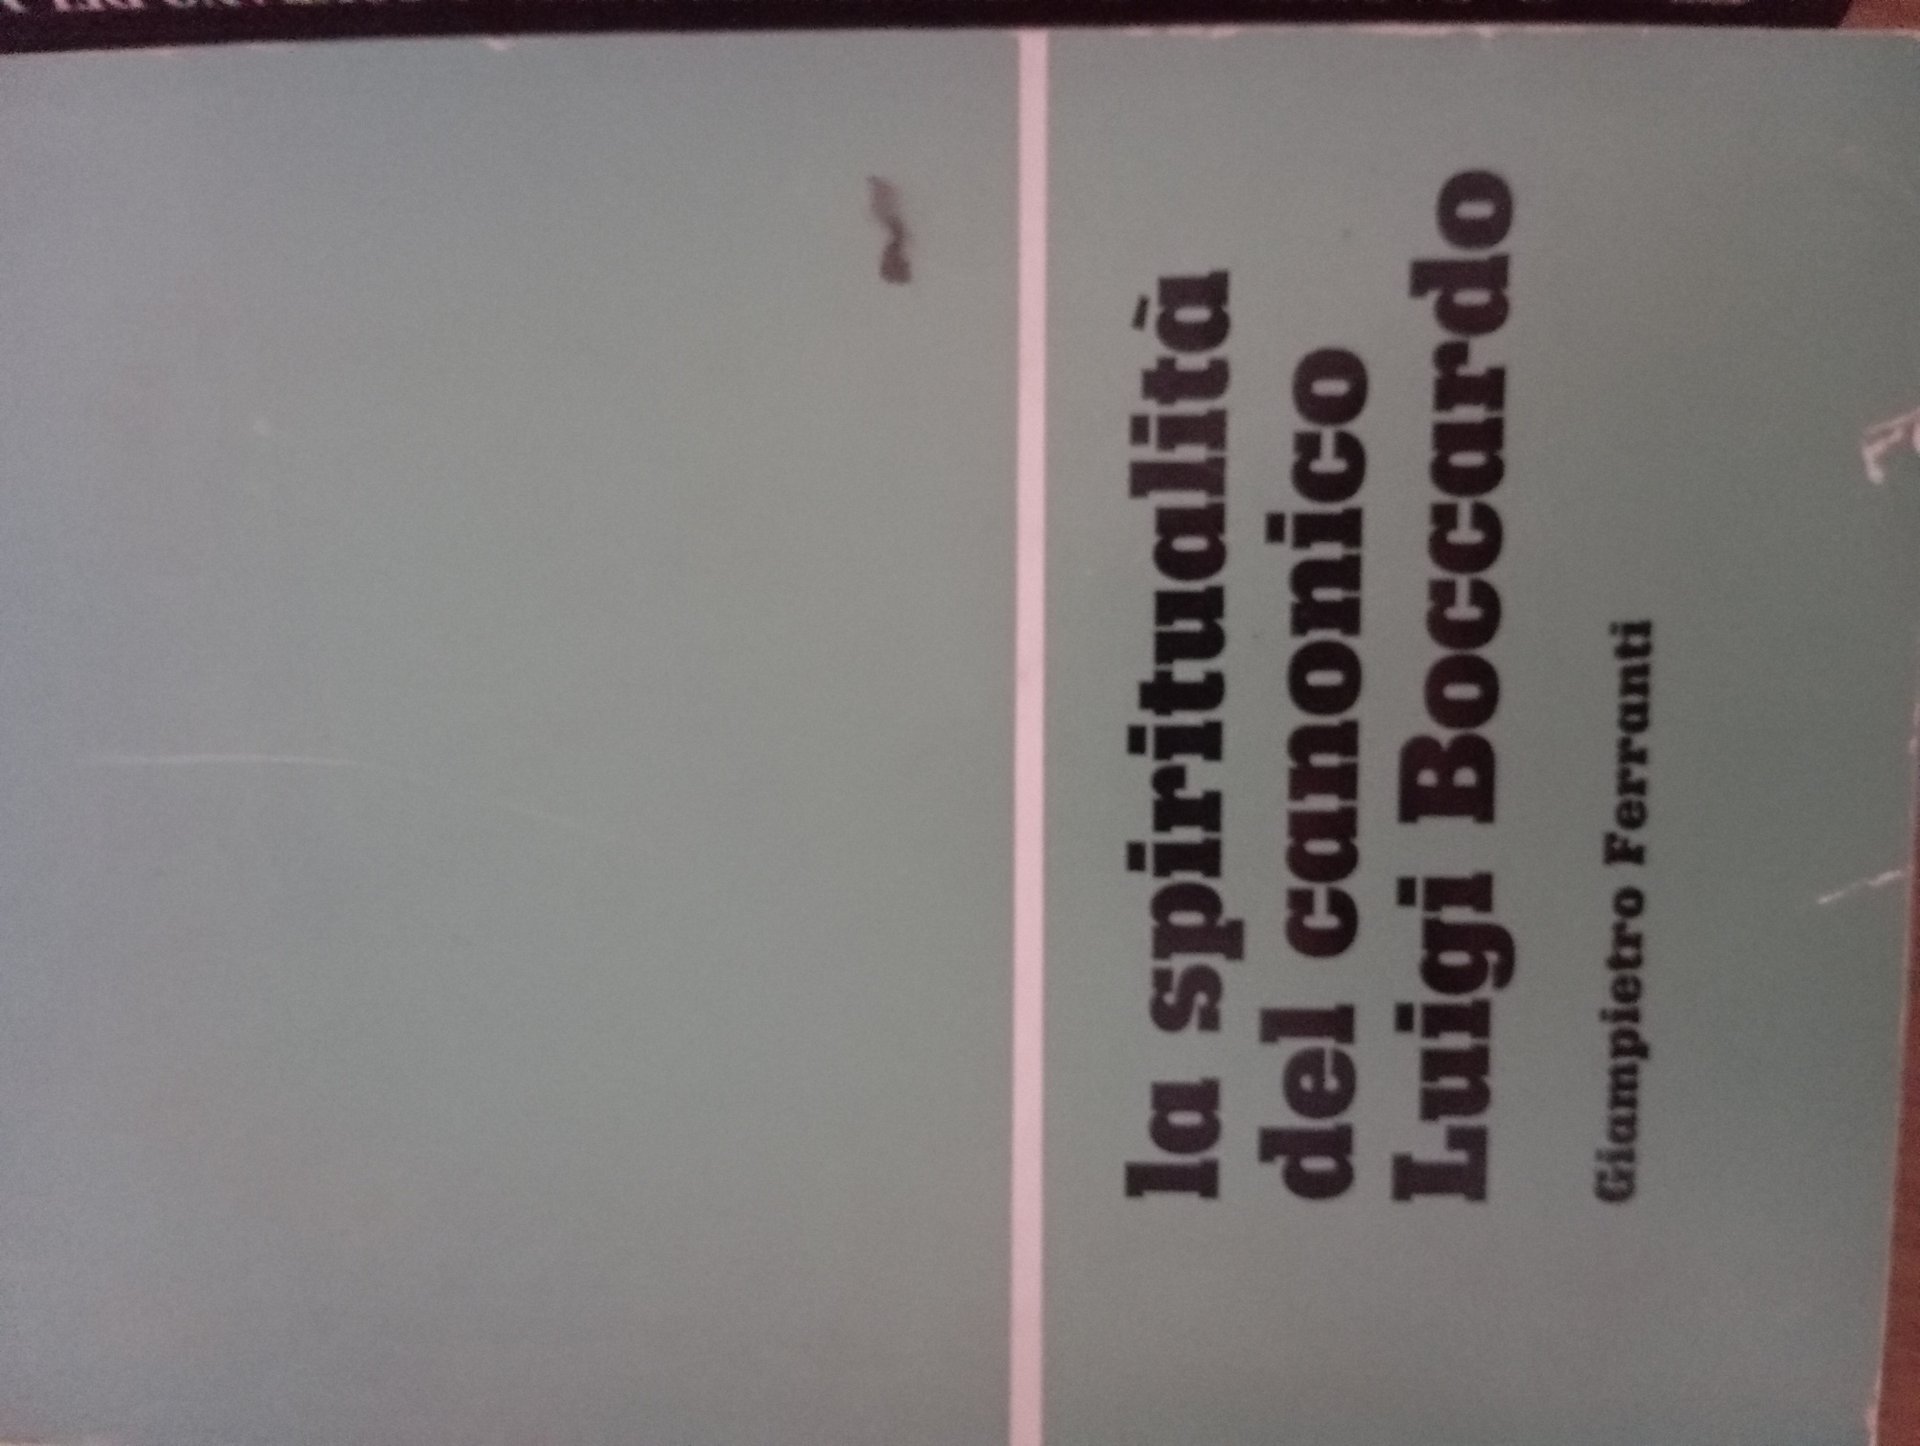 la spiritualità
del canonico
Luigi Boccardo
Giampietro Ferranti